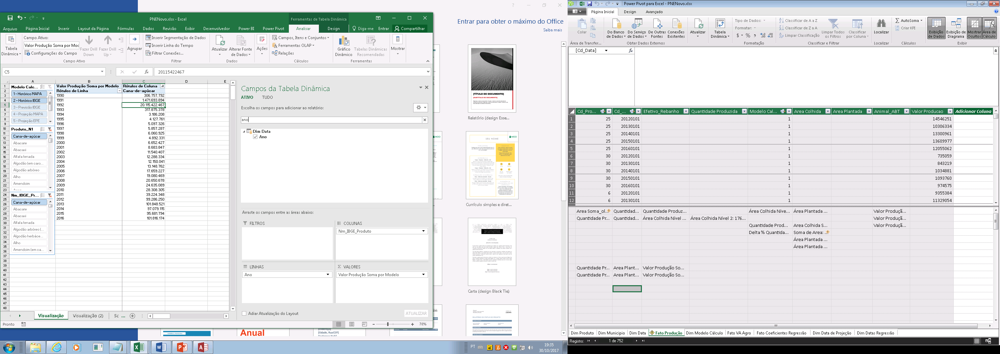 PNENovo.xlsx - Excel
Ferramentas de Tabela Dinâmica
Arquivo
Página Inicial
Inserir
Layout da Página
Fórmulas
Dados
Revisão
Exibir
Desenvolvedor
Power BI
Power Pivot
Analisar
Design
Diga-me
Entrar
Compartilhar
Tabela Dinâmica
Campo Ativo:
Valor Produção Soma por Moc
Configurações do Campo
Fazer Drill Down
Fazer Drill Up
Campo Ativo
Agrupar
Inserir Segmentação de Dados
Inserir Linha do Tempo
Filtrar Conexões...
Filtrar
Atualizar
Alterar Fonte de Dados
Dados
Ações
Campos, Itens e Conjuntos
Ferramentas OLAP
Relações
Cálculos
Gráfico Dinâmico
Tabelas Dinâmicas Recomendadas
Ferramentas
Mostrar
C5
fx
20115422467
A B C D E
Modelo Calc...
1- Histórico MAPA
2 - Histórico IBGE
3 - Previsão IBGE
4 - Projeção MAPA
5 - Projeção EPE
Produto_N1
Cana-de-açúcar
Abacate
Abacaxi
Alfafa fenada
Algodão (em caro...
Algodão arbóreo
Alho
Amendoim
Nm_IBGE_Pr...
Cana-de-açúcar
Abacate
Abacaxi
Alfafa fenada
Algodão arbóreo (...
Algodão herbáce...
Alho
Amendoim (em ca...
Valor Produção Soma por Modelo Rótulos de Coluna
Rótulos de Linha Cana-de-açúcar
1990 306.757.792
1991 1.471.693.894
1992 20.115.422.467
1993 317.875.378
1994 3.186.208
1995 4.127.761
1996 5.097.326
1997 5.857.287
1998 6.060.925
1999 4.892.331
2000 6.652.427
2001 8.683.847
2002 11.540.407
2003 12.288.334
2004 12.150.041
2005 13.148.762
2006 17.659.227
2007 19.080.469
2008 20.650.678
2009 24.635.089
2010 28.308.305
2011 39.224.348
2012 99.286.250
2013 101.848.521
2014 97.079.115
2015 95.681.794
2016 101.816.174
Campos da Tabela Dinâmica
ATIVO TUDO
Escolha os campos para adicionar ao relatório:
ano
Dim Data
Ano
Arraste os campos entre as áreas abaixo:
FILTROS
COLUNAS
Nm_IBGE_Produto
LINHAS
Ano
VALORES
Valor Produção Soma por Modelo
Adiar Atualização do Layout
ATUALIZAR
Visualização
Visualização (2)
Sc ...
Pronto
70%
Entrar para obter o máximo do Office
Saiba mais
[TÍTULO DO DOCUMENTO]
[SUBTÍTULO DO DOCUMENTO]
Relatório (design Esse...
MOO
SEU NOME
MOO
Currículo simples e diret...
Carta (design Black Tie)
RELATÓRIO DE STATUS DO PROJETO
Anual
[Cidade, Rua CEP]
PT
19:35
30/10/2017
Power Pivot para Excel - PNENovo.xlsx
Página Inicial
Design
Avançado
Colar
Área de Transfer...
Do Banco de Dados
Do Serviço de Dados
De Outras Fontes
Conexões Existentes
Obter Dados Externos
Atualizar
Tabela Dinâmica
Tipo de Dados:
Formatar:
$ % ,
Formatação
Classificar de A a Z
Classificar de Z a A
Limpar Classificação
Limpar Todos os Filtros
Classificar por Coluna
Classificar e Filtrar
Localizar
Localizar
AutoSoma
Criar KPI
Cálculos
Exibição de Dados
Exibição de Diagrama
Mostrar Ocultos
Área de Cálculo
Exibir
[Cd_Data]
fx
Cd_Pro... Cd_... Efetivo_Rebanho Quantidade Produzida Modelo Cal... Area Colhida Area Plantada Animal_ABT Valor Producao Adicionar Coluna
1 25 20120101 1 14546251
2 25 20130101 1 10306334
3 25 20140101 1 13300961
4 25 20150101 1 13609977
5 25 20160101 1 12055062
6 30 20120101 1 735059
7 30 20130101 1 843219
8 30 20140101 1 1034881
9 30 20150101 1 1093760
10 30 20160101 1 974575
11 6 20120101 1 9355384
12 6 20130101 1 11329054
Area Soma_ol... Quantidad... Quantidade Produz... Área Colhida Níve... Área Plantada ... Valor Produçã...
Quantidade Pr... Quantidad... Área Colhida Nível ... Área Colhida Nível 2: 176... Valor Produçã...
Quantidade Prod... Area Colhida S... Valor Produçã...
Delta % Quantida... Soma de Area: ...
Área Plantada ...
Área Plantada ...
Quantidade Pr... Area Plant... Valor Produção So...
Quantidade Pr... Area Plant... Valor Produção So...
Dim Produto
Dim Municipio
Dim Data
Fato Produção
Dim Modelo Cálculo
Fato VA Agro
Fato Coeficientes Regressão
Dim Data de Projeção
Dim Datas Regressão
Registro:
1 de 752